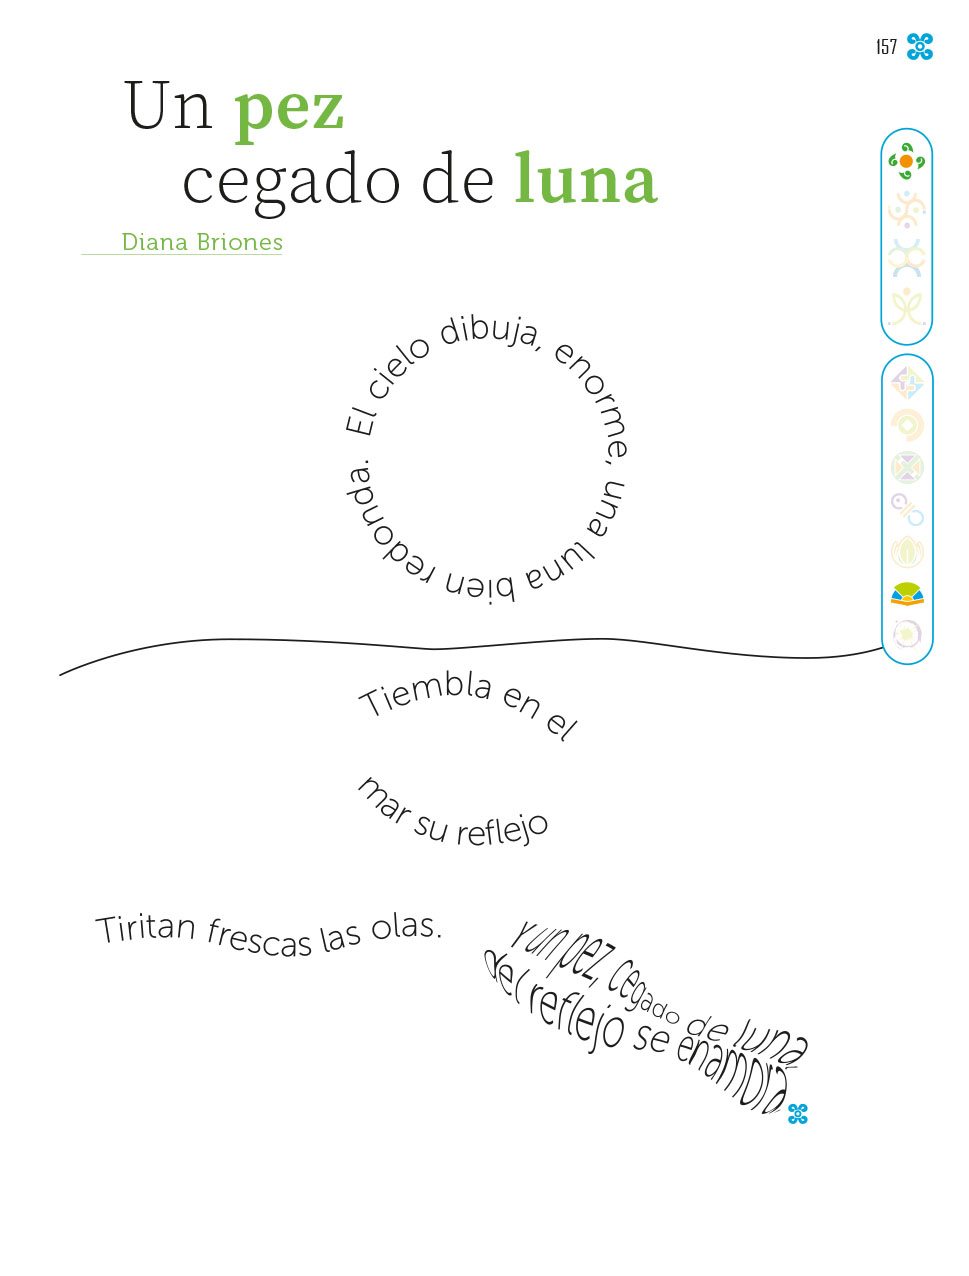 157
Un pez
cegado de luna
Diana Briones
El cielo dibuja, enorme, una luna bien redonda.
Tiembla en el
mar su reflejo
Tiritan frescas las olas.
Y un pez, cegado de luna
del reflejo se enamora